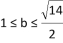 1 ≤ b ≤ √14/2